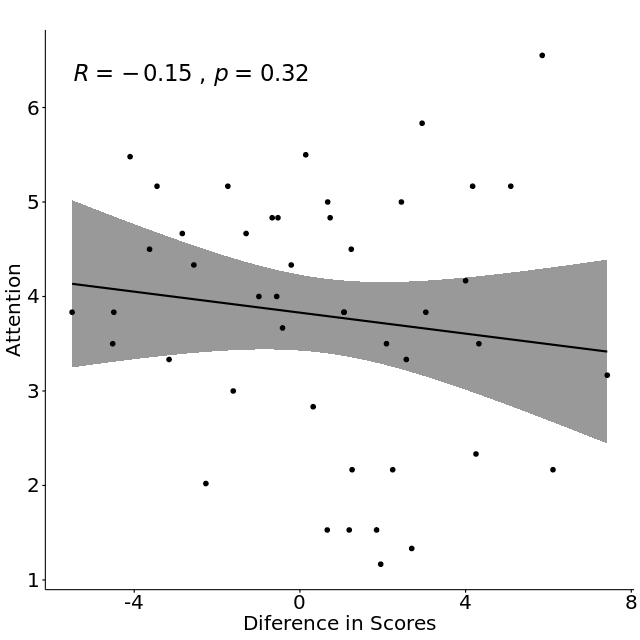 R = −0.15 , p = 0.32
Attention
6
5
4
3
2
1
-4 0 4 8
Diference in Scores